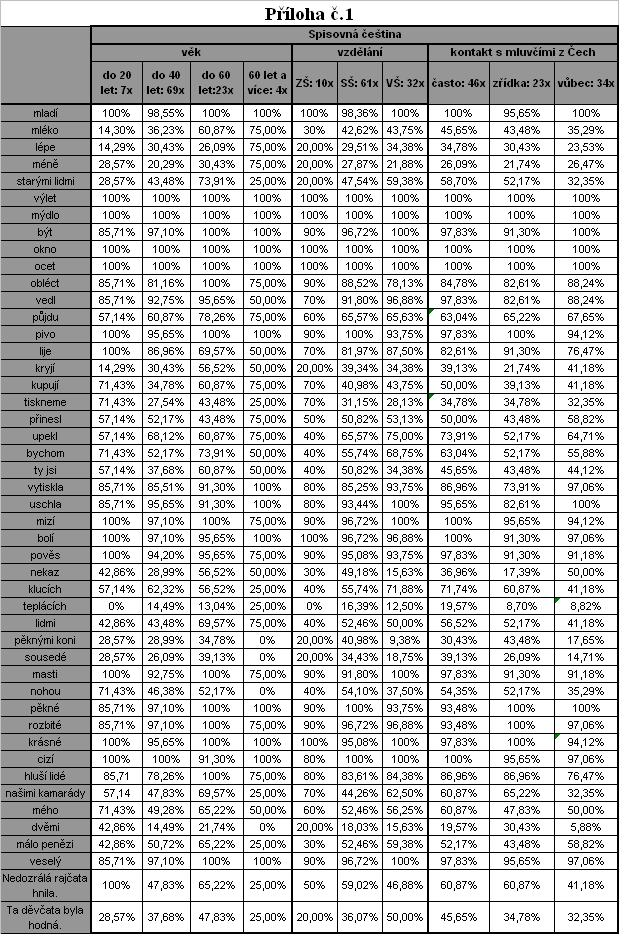 Příloha č.1
Spisovná čeština
věk vzdělání kontakt s mluvčími z Čech
do 20 let: 7x do 40 let: 69x do 60 let:23x 60 let a více: 4x ZŠ: 10x SŠ: 61x VŠ: 32x často: 46x zřídka: 23x vůbec: 34x
mladí 100% 98,55% 100% 100% 100% 98,36% 100% 100% 95,65% 100%
mléko 14,30% 36,23% 60,87% 75,00% 30% 42,62% 43,75% 45,65% 43,48% 35,29%
lépe 14,29% 30,43% 26,09% 75,00% 20,00% 29,51% 34,38% 34,78% 30,43% 23,53%
méně 28,57% 20,29% 30,43% 75,00% 20,00% 27,87% 21,88% 26,09% 21,74% 26,47%
starými lidmi 28,57% 43,48% 73,91% 25,00% 20,00% 47,54% 59,38% 58,70% 52,17% 32,35%
výlet 100% 100% 100% 100% 100% 100% 100% 100% 100% 100%
mýdlo 100% 100% 100% 100% 100% 100% 100% 100% 100% 100%
být 85,71% 97,10% 100% 100% 90% 96,72% 100% 97,83% 91,30% 100%
okno 100% 100% 100% 100% 100% 100% 100% 100% 100% 100%
ocet 100% 100% 100% 100% 100% 100% 100% 100% 100% 100%
obléct 85,71% 81,16% 100% 75,00% 90% 88,52% 78,13% 84,78% 82,61% 88,24%
vedl 85,71% 92,75% 95,65% 50,00% 70% 91,80% 96,88% 97,83% 82,61% 88,24%
půjdu 57,14% 60,87% 78,26% 75,00% 60% 65,57% 65,63% 63,04% 65,22% 67,65%
pivo 100% 95,65% 100% 100% 90% 100% 93,75% 97,83% 100% 94,12%
lije 100% 86,96% 69,57% 50,00% 70% 81,97% 87,50% 82,61% 91,30% 76,47%
kryjí 14,29% 30,43% 56,52% 50,00% 20,00% 39,34% 34,38% 39,13% 21,74% 41,18%
kupují 71,43% 34,78% 60,87% 75,00% 70% 40,98% 43,75% 50,00% 39,13% 41,18%
tiskneme 71,43% 27,54% 43,48% 25,00% 70% 31,15% 28,13% 34,78% 34,78% 32,35%
přinesl 57,14% 52,17% 43,48% 75,00% 50% 50,82% 53,13% 50,00% 43,48% 58,82%
upekl 57,14% 68,12% 60,87% 75,00% 40% 65,57% 75,00% 73,91% 52,17% 64,71%
bychom 71,43% 52,17% 73,91% 50,00% 40% 55,74% 68,75% 63,04% 52,17% 55,88%
ty jsi 57,14% 37,68% 60,87% 50,00% 40% 50,82% 34,38% 45,65% 43,48% 44,12%
vytiskla 85,71% 85,51% 91,30% 100% 80% 85,25% 93,75% 86,96% 73,91% 97,06%
uschla 85,71% 95,65% 91,30% 100% 80% 93,44% 100% 95,65% 82,61% 100%
mizí 100% 97,10% 100% 75,00% 90% 96,72% 100% 100% 95,65% 94,12%
bolí 100% 97,10% 95,65% 100% 100% 96,72% 96,88% 100% 91,30% 97,06%
pověs 100% 94,20% 95,65% 75,00% 90% 95,08% 93,75% 97,83% 91,30% 91,18%
nekaz 42,86% 28,99% 56,52% 50,00% 30% 49,18% 15,63% 36,96% 17,39% 50,00%
klucích 57,14% 62,32% 56,52% 25,00% 40% 55,74% 71,88% 71,74% 60,87% 41,18%
teplácích 0% 14,49% 13,04% 25,00% 0% 16,39% 12,50% 19,57% 8,70% 8,82%
lidmi 42,86% 43,48% 69,57% 75,00% 40% 52,46% 50,00% 56,52% 52,17% 41,18%
pěknými koni 28,57% 28,99% 34,78% 0% 20,00% 40,98% 9,38% 30,43% 43,48% 17,65%
sousedé 28,57% 26,09% 39,13% 0% 20,00% 34,43% 18,75% 39,13% 26,09% 14,71%
masti 100% 92,75% 100% 75,00% 90% 91,80% 100% 97,83% 91,30% 91,18%
nohou 71,43% 46,38% 52,17% 0% 40% 54,10% 37,50% 54,35% 52,17% 35,29%
pěkné 85,71% 97,10% 100% 100% 90% 100% 93,75% 93,48% 100% 100%
rozbité 85,71% 97,10% 100% 75,00% 90% 96,72% 96,88% 93,48% 100% 97,06%
krásné 100% 95,65% 100% 100% 100% 95,08% 100% 97,83% 100% 94,12%
cizí 100% 100% 91,30% 100% 80% 100% 100% 100% 95,65% 97,06%
hluší lidé 85,71 78,26% 100% 75,00% 80% 83,61% 84,38% 86,96% 86,96% 76,47%
našimi kamarády 57,14 47,83% 69,57% 25,00% 70% 44,26% 62,50% 60,87% 65,22% 32,35%
mého 71,43% 49,28% 65,22% 50,00% 60% 52,46% 56,25% 60,87% 47,83% 50,00%
dvěmi 42,86% 14,49% 21,74% 0% 20,00% 18,03% 15,63% 19,57% 30,43% 5,88%
málo penězi 42,86% 50,72% 65,22% 25,00% 30% 52,46% 59,38% 52,17% 43,48% 58,82%
veselý 85,71% 97,10% 100% 100% 90% 96,72% 100% 97,83% 95,65% 97,06%
Nedozrálá rajčata hnila. 100% 47,83% 65,22% 25,00% 50% 59,02% 46,88% 60,87% 60,87% 41,18%
Ta děvčata byla hodná. 28,57% 37,68% 47,83% 25,00% 20,00% 36,07% 50,00% 45,65% 34,78% 32,35%